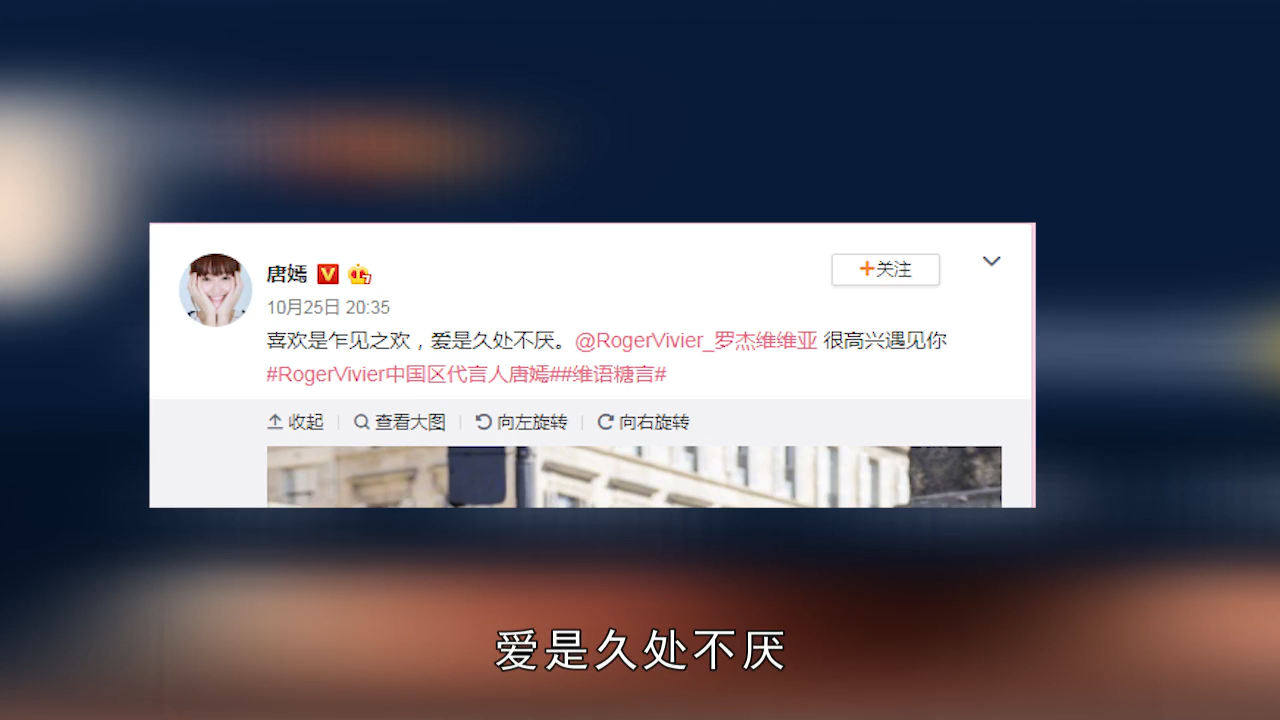 唐嫣
+关注
10月25日 20:35
喜欢是乍见之欢，爱是久处不厌。@RogerVivier_罗杰维维亚 很高兴遇见你
#RogerVivier中国区代言人唐嫣##维语糖言#
收起 查看大图 向左旋转 向右旋转
爱是久处不厌